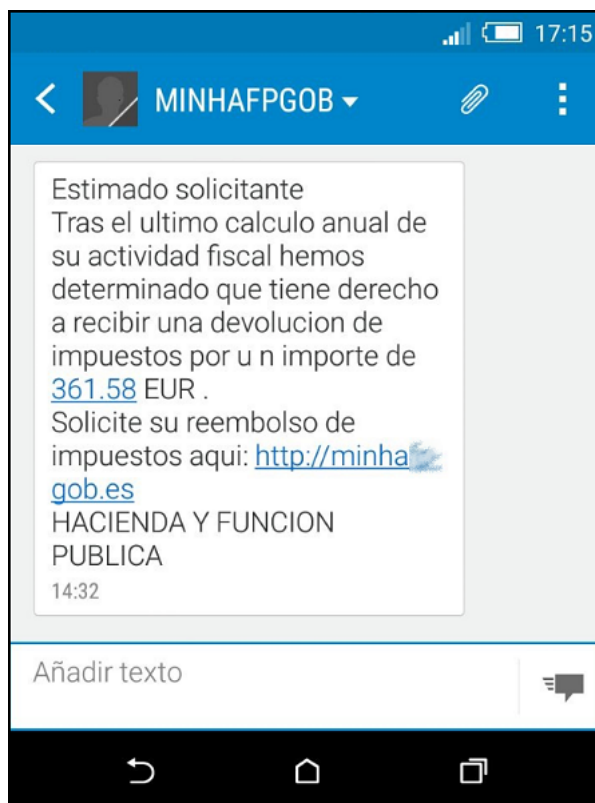 17:15
MINHAFPGOB
Estimado solicitante
Tras el ultimo calculo anual de
su actividad fiscal hemos
determinado que tiene derecho
a recibir una devolucion de
impuestos por u n importe de
361.58 EUR .
Solicite su reembolso de
impuestos aqui: http://minha
gob.es
HACIENDA Y FUNCION
PUBLICA
14:32
Añadir texto